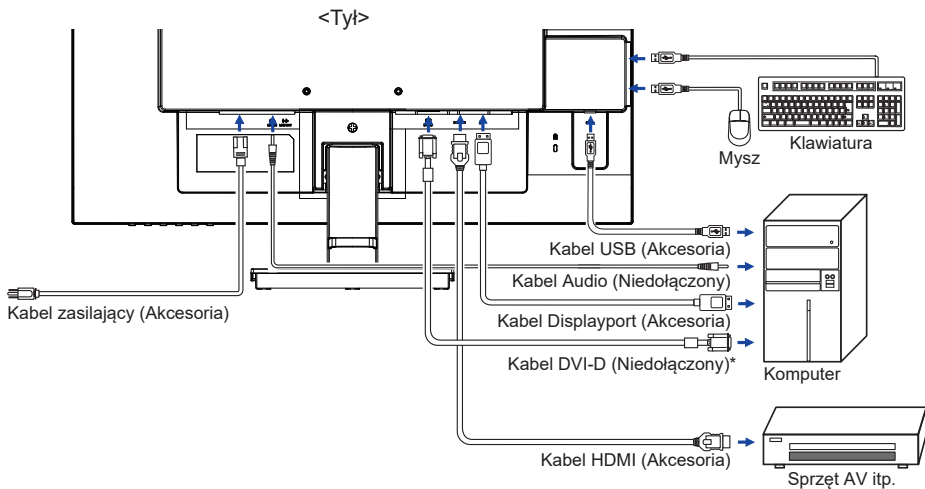 <Tył>
Klawiatura
Mysz
Kabel USB (Akcesoria)
Kabel Audio (Niedołączony)
Kabel zasilający (Akcesoria)
Kabel Displayport (Akcesoria)
Kabel DVI-D (Niedołączony)*
Komputer
Kabel HDMI (Akcesoria)
Sprzęt AV itp.